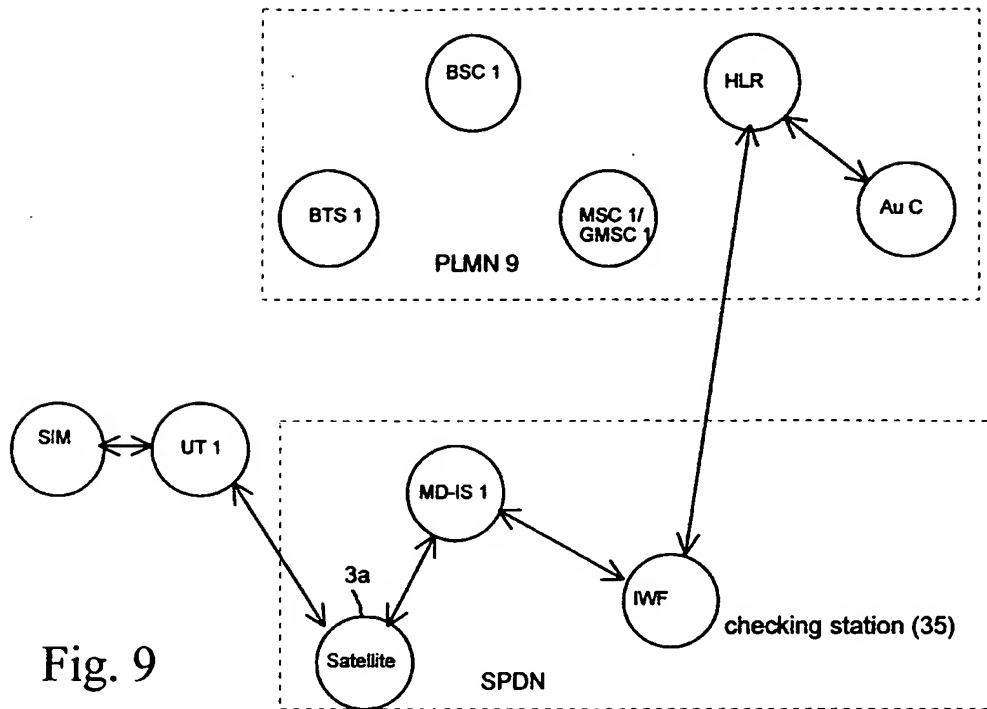 BSC 1
HLR
BTS 1
MSC 1/
GMSC 1
Au C
PLMN 9
SIM
UT 1
MD-IS 1
3a
IWF
checking station (35)
Satellite
SPDN
Fig. 9